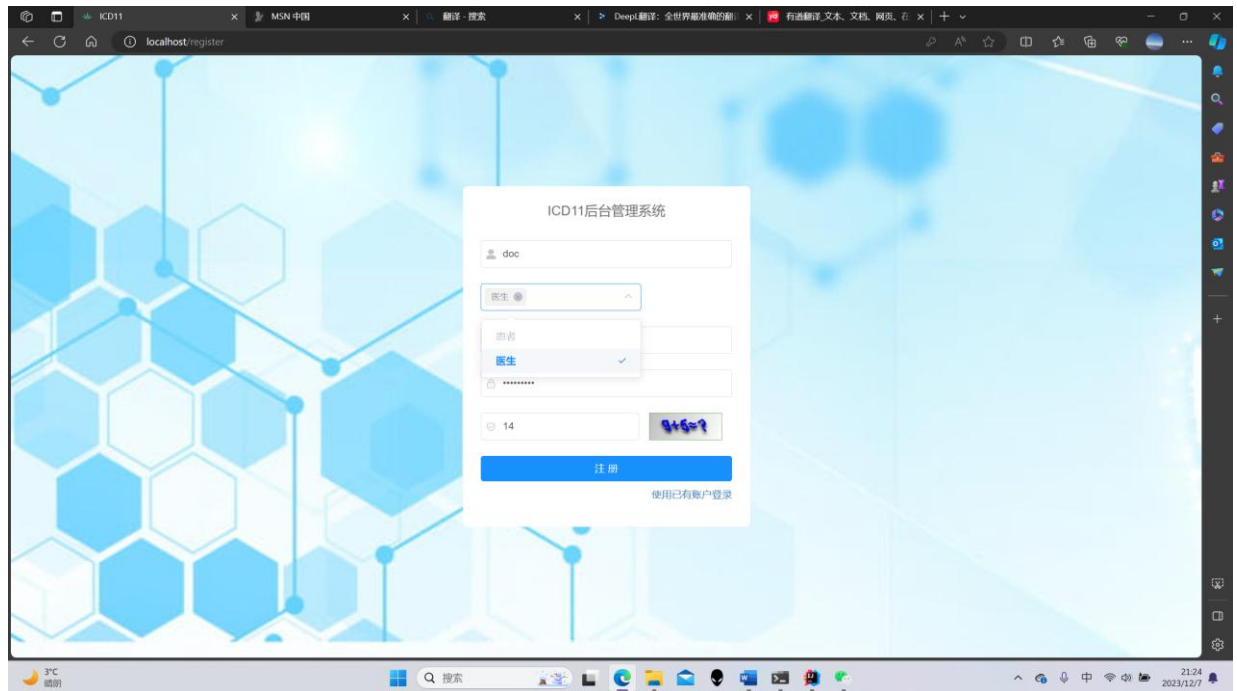 ICD11
MSN 中国
翻译 - 搜索
DeepL翻译：全世界最准确的翻
有道翻译_文本、文档、网页、在
localhost/register
ICD11后台管理系统
doc
医生
患者
医生
•••••••••
14
9+5=?
注 册
使用已有账户登录
3°C
晴朗
搜索
中
21:24
2023/12/7